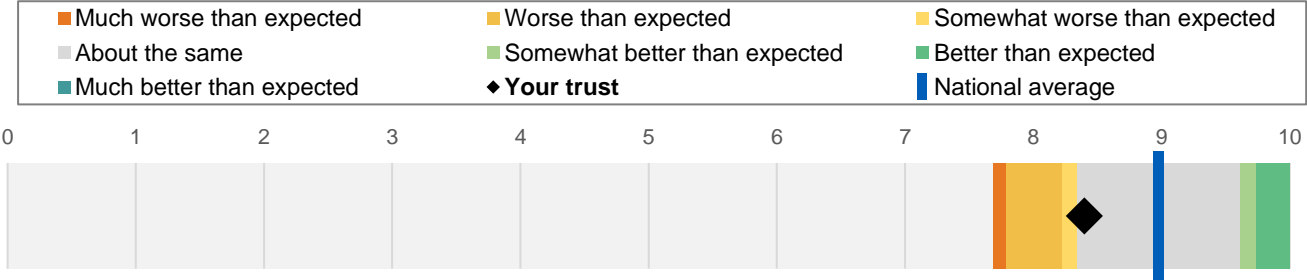 Much worse than expected Worse than expected Somewhat worse than expected
About the same Somewhat better than expected Better than expected
Much better than expected Your trust National average
0 1 2 3 4 5 6 7 8 9 10